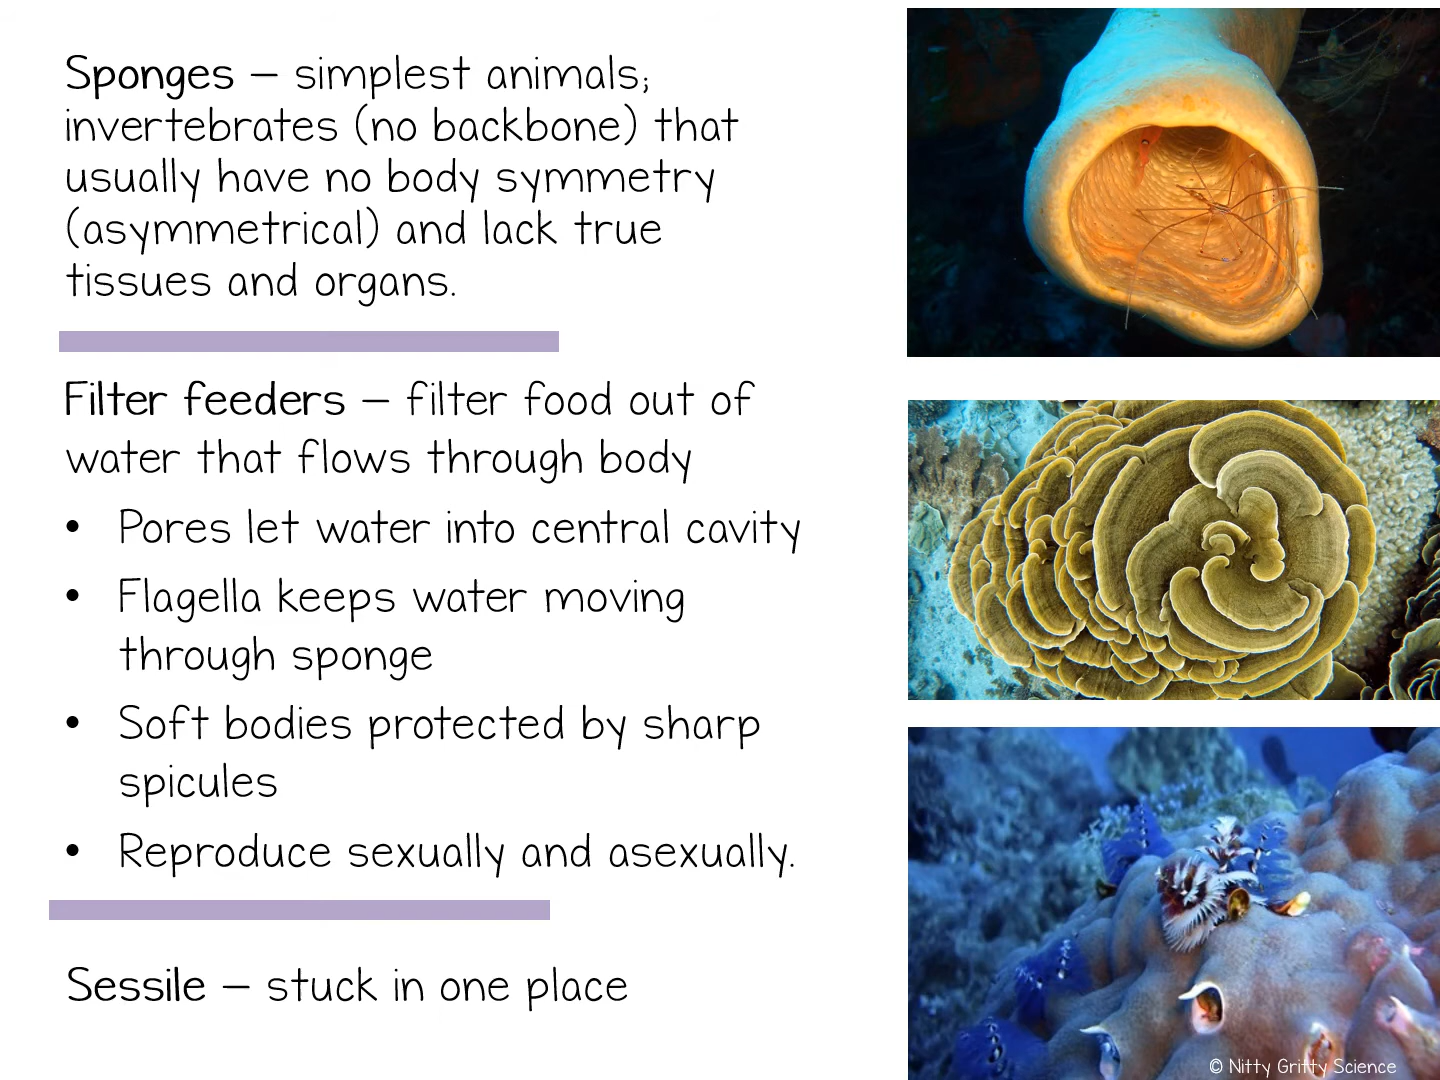 Sponges – simplest animals;
invertebrates (no backbone) that
usually have no body symmetry
(asymmetrical) and lack true
tissues and organs.
Filter feeders – filter food out of
water that flows through body
• Pores let water into central cavity
• Flagella keeps water moving
through sponge
• Soft bodies protected by sharp
spicules
• Reproduce sexually and asexually.
Sessile – stuck in one place
© Nitty Gritty Science